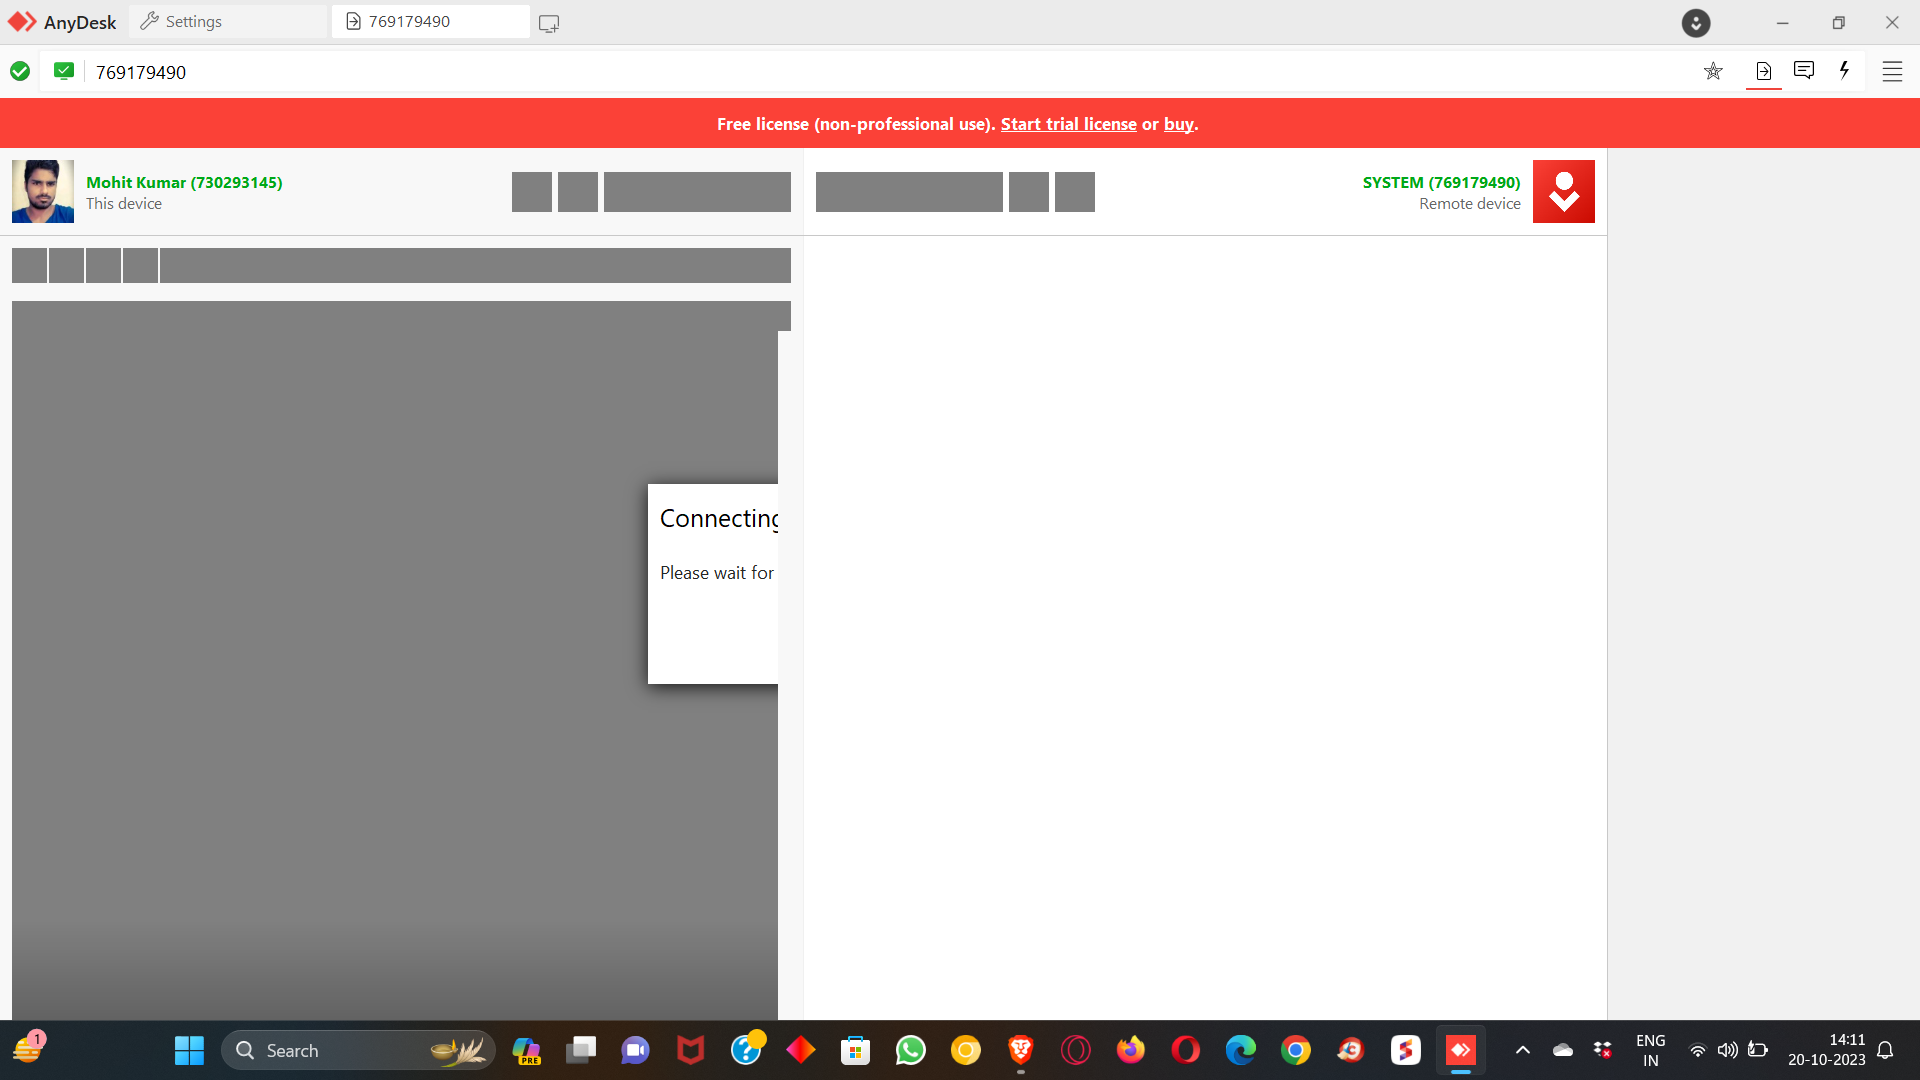 AnyDesk
Settings
769179490
769179490
Free license (non-professional use). Start trial license or buy.
Mohit Kumar (730293145)
This device
SYSTEM (769179490)
Remote device
Connecting
Please wait for
1
Search
PRE
ENG
IN
14:11
20-10-2023